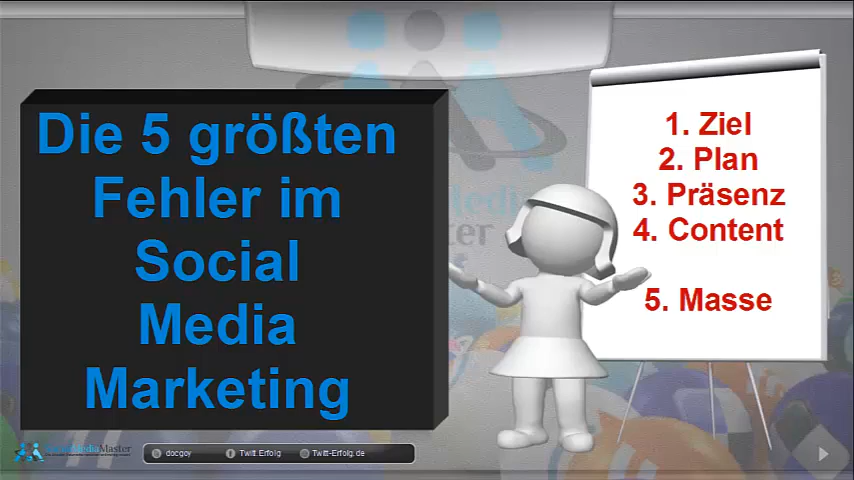 Die 5 größten
Fehler im
Social
Media
Marketing
1. Ziel
2. Plan
3. Präsenz
4. Content
5. Masse
docgoy
Twitt.Erfolg
Twitt-Erfolg.de